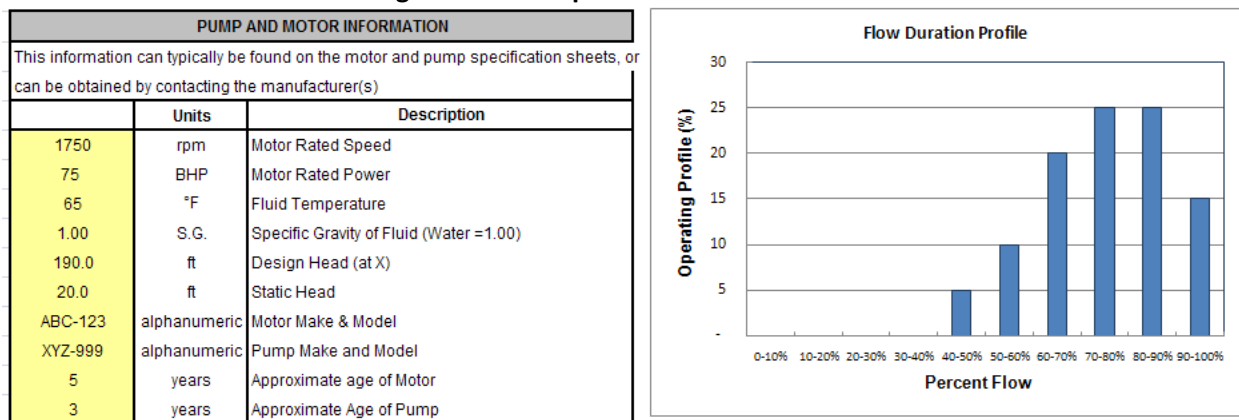 PUMP AND MOTOR INFORMATION
This information can typically be found on the motor and pump specification sheets, or
can be obtained by contacting the manufacturer(s)
Units Description
1750 rpm Motor Rated Speed
75 BHP Motor Rated Power
65 °F Fluid Temperature
1.00 S.G. Specific Gravity of Fluid (Water =1.00)
190.0 ft Design Head (at X)
20.0 ft Static Head
ABC-123 alphanumeric Motor Make & Model
XYZ-999 alphanumeric Pump Make and Model
5 years Approximate age of Motor
3 years Approximate Age of Pump
Flow Duration Profile
Operating Profile (%)
30
25
20
15
10
5
-
0-10% 10-20% 20-30% 30-40% 40-50% 50-60% 60-70% 70-80% 80-90% 90-100%
Percent Flow